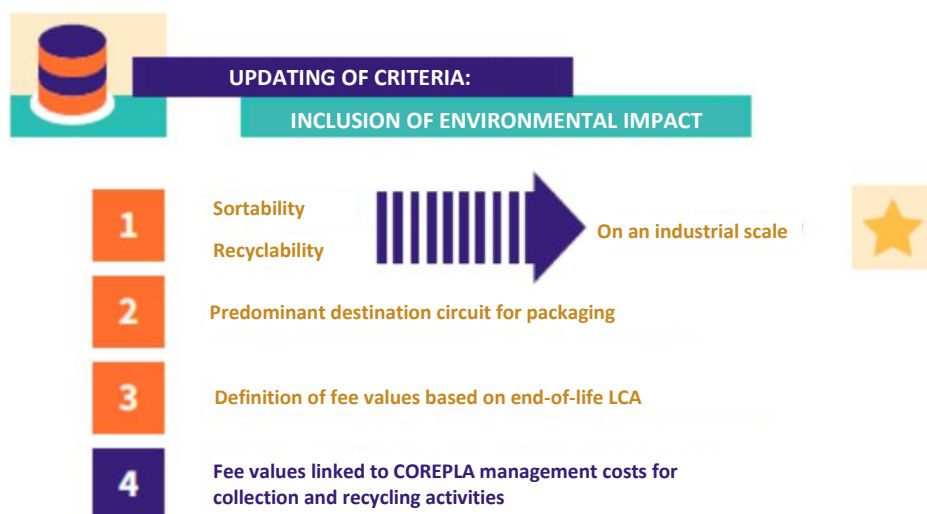 UPDATING OF CRITERIA:
INCLUSION OF ENVIRONMENTAL IMPACT
1
Sortability
Recyclability
On an industrial scale
2
Predominant destination circuit for packaging
3
Definition of fee values based on end-of-life LCA
4
Fee values linked to COREPLA management costs for
collection and recycling activities